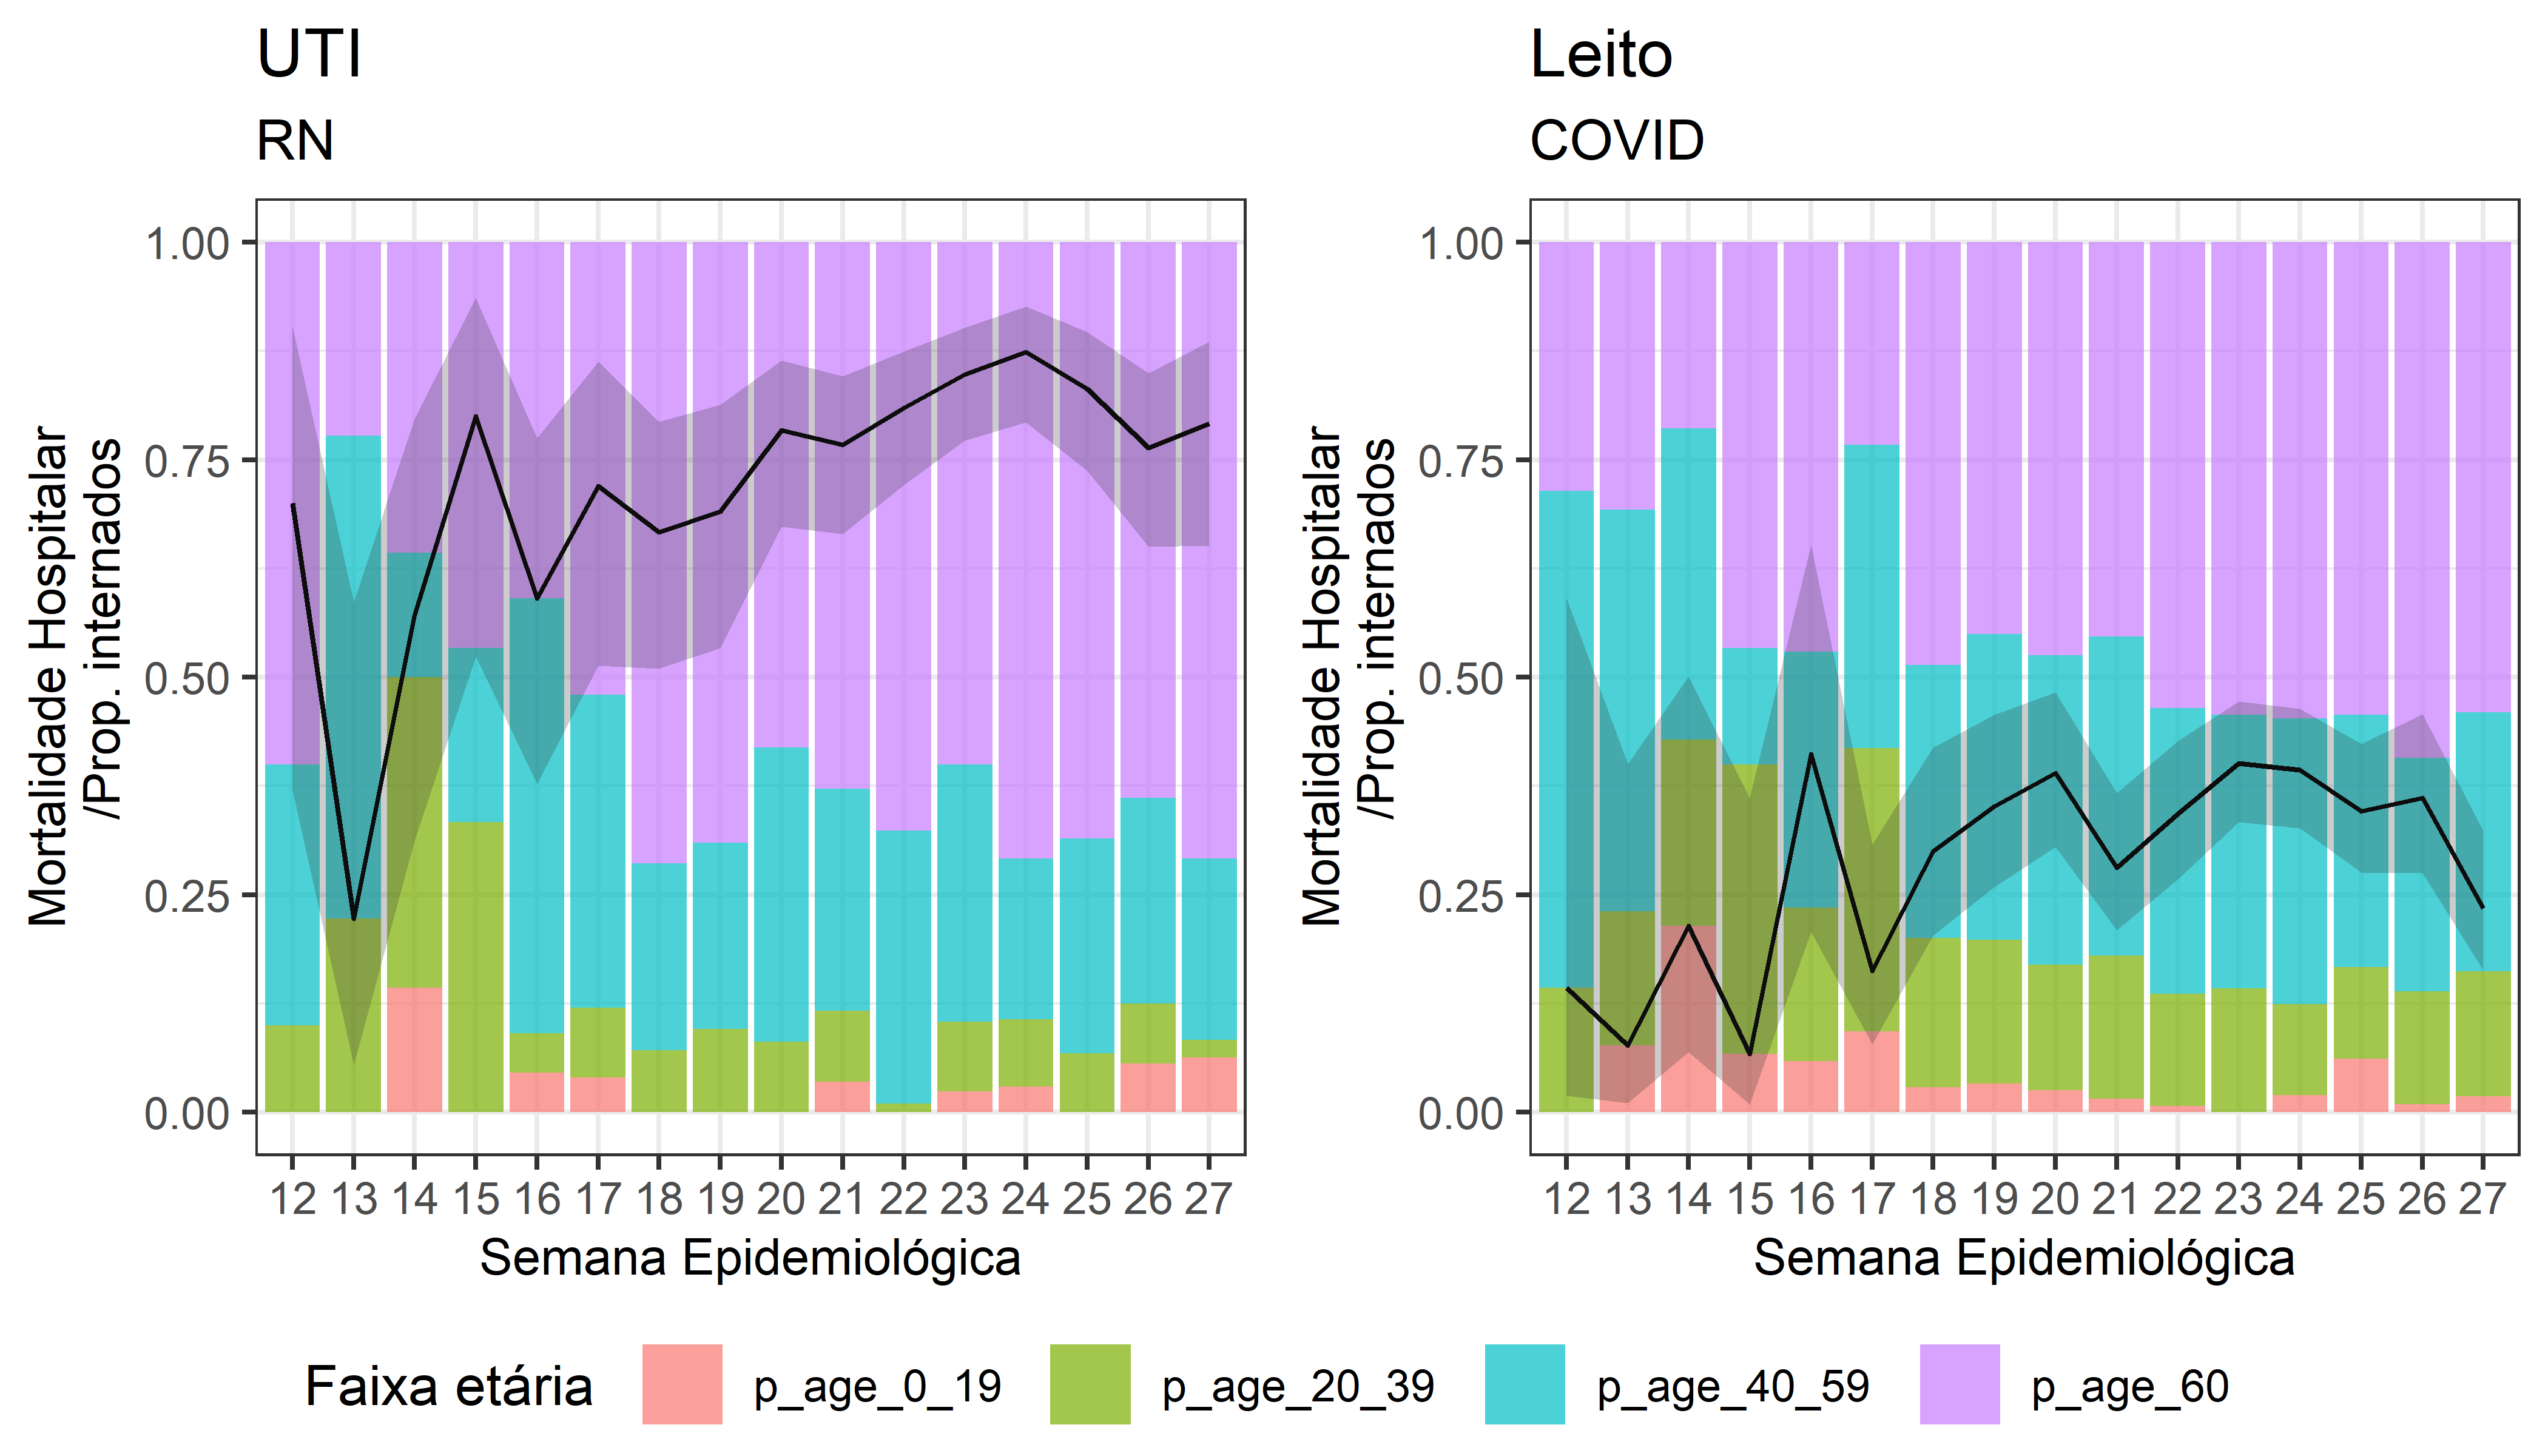 UTI
RN
Mortalidade Hospitalar
/Prop. internados
1.00
0.75
0.50
0.25
0.00
12 13 14 15 16 17 18 19 20 21 22 23 24 25 26 27
Semana Epidemiológica
Leito
COVID
Mortalidade Hospitalar
/Prop. internados
1.00
0.75
0.50
0.25
0.00
12 13 14 15 16 17 18 19 20 21 22 23 24 25 26 27
Semana Epidemiológica
Faixa etária p_age_0_19 p_age_20_39 p_age_40_59 p_age_60